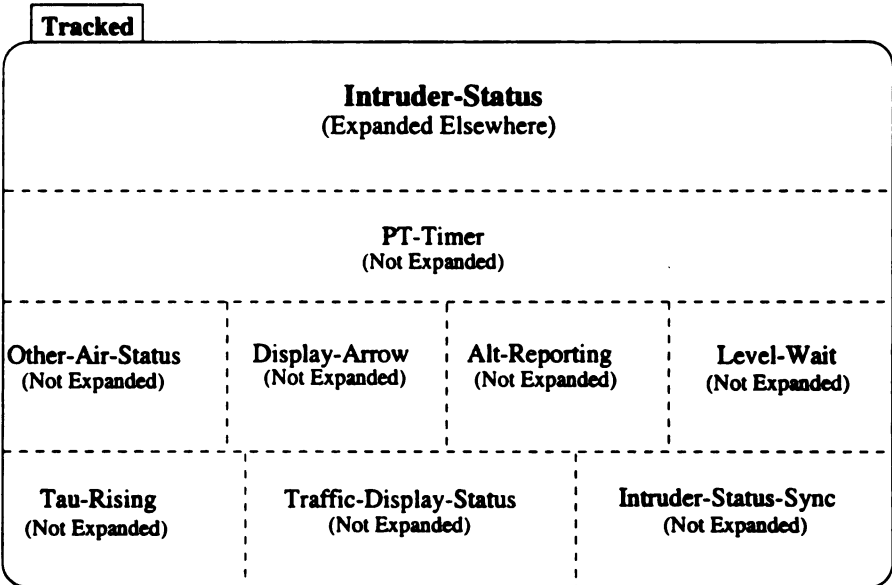 Tracked
Intruder-Status
(Expanded Elsewhere)
PT-Timer
(Not Expanded)
Other-Air-Status
(Not Expanded)
Display-Arrow
(Not Expanded)
Alt-Reporting
(Not Expanded)
Level-Wait
(Not Expanded)
Tau-Rising
(Not Expanded)
Traffic-Display-Status
(Not Expanded)
Intruder-Status-Sync
(Not Expanded)